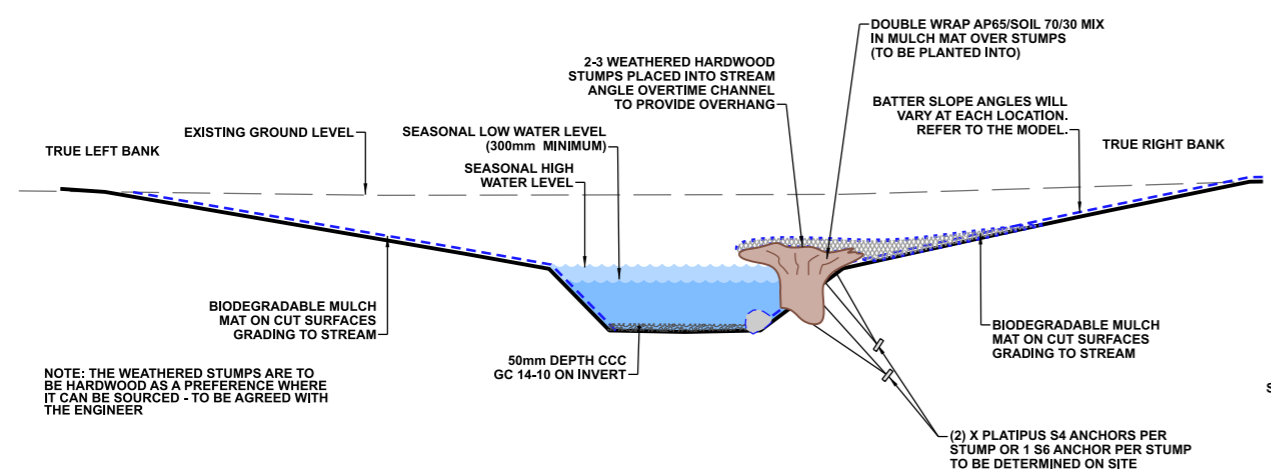 DOUBLE WRAP AP65/SOIL 70/30 MIX
IN MULCH MAT OVER STUMPS
(TO BE PLANTED INTO)
2-3 WEATHERED HARDWOOD
STUMPS PLACED INTO STREAM
ANGLE OVERTIME CHANNEL
TO PROVIDE OVERHANG
BATTER SLOPE ANGLES WILL
VARY AT EACH LOCATION.
REFER TO THE MODEL.
EXISTING GROUND LEVEL
SEASONAL LOW WATER LEVEL
(300mm MINIMUM)
TRUE LEFT BANK
TRUE RIGHT BANK
SEASONAL HIGH
WATER LEVEL
BIODEGRADABLE MULCH
MAT ON CUT SURFACES
GRADING TO STREAM
BIODEGRADABLE MULCH
MAT ON CUT SURFACES
GRADING TO STREAM
50mm DEPTH CCC
GC 14-10 ON INVERT
NOTE: THE WEATHERED STUMPS ARE TO
BE HARDWOOD AS A PREFERENCE WHERE
IT CAN BE SOURCED - TO BE AGREED WITH
THE ENGINEER
S
(2) X PLATIPUS S4 ANCHORS PER
STUMP OR 1 S6 ANCHOR PER STUMP
TO BE DETERMINED ON SITE